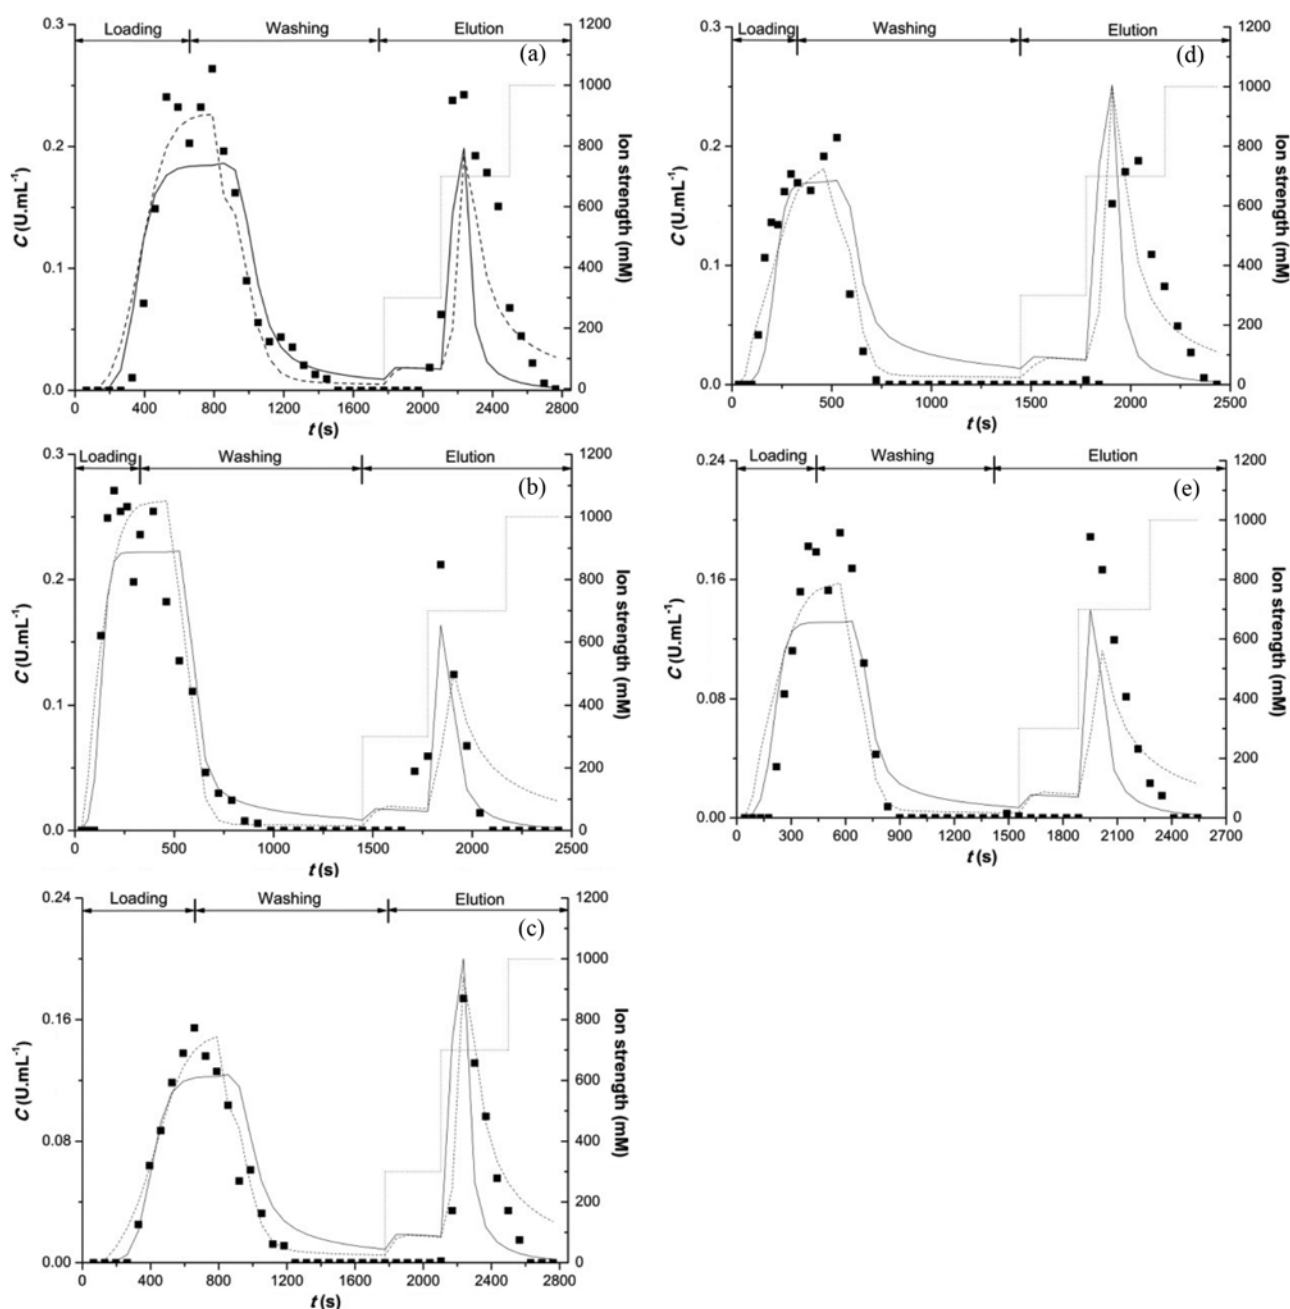 Loading Washing Elution
(a)
0.3
0.2
0.1
0.0
C (U.mL⁻¹)
1200
1000
800
600
400
200
0
Ion strength (mM)
0 400 800 1200 1600 2000 2400 2800
t (s)
Loading Washing Elution
(d)
0.3
0.2
0.1
0.0
C (U.mL⁻¹)
1200
1000
800
600
400
200
0
Ion strength (mM)
0 500 1000 1500 2000 2500
t (s)
Loading Washing Elution
(b)
0.3
0.2
0.1
0.0
C (U.mL⁻¹)
1200
1000
800
600
400
200
0
Ion strength (mM)
0 500 1000 1500 2000 2500
t (s)
Loading Washing Elution
(e)
0.24
0.16
0.08
0.00
C (U.mL⁻¹)
1200
1000
800
600
400
200
0
Ion strength (mM)
0 300 600 900 1200 1500 1800 2100 2400 2700
t (s)
Loading Washing Elution
(c)
0.24
0.16
0.08
0.00
C (U.mL⁻¹)
1200
1000
800
600
400
200
0
Ion strength (mM)
0 400 800 1200 1600 2000 2400 2800
t (s)